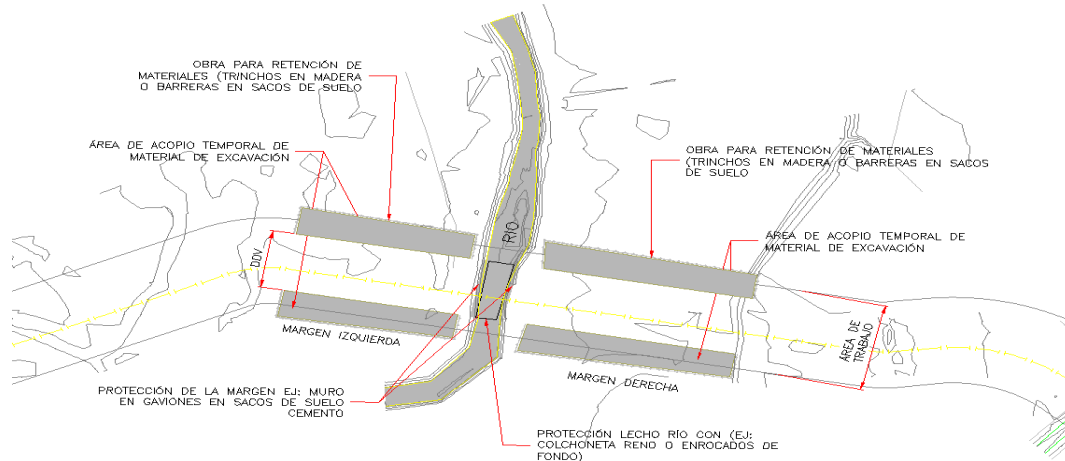 OBRA PARA RETENCIÓN DE
MATERIALES (TRINCHOS EN MADERA
O BARRERAS EN SACOS DE SUELO
ÁREA DE ACOPIO TEMPORAL DE
MATERIAL DE EXCAVACIÓN
OBRA PARA RETENCIÓN DE MATERIALES
(TRINCHOS EN MADERA O BARRERAS EN SACOS
DE SUELO
RIO
ÁREA DE ACOPIO TEMPORAL DE
MATERIAL DE EXCAVACIÓN
DDV
MARGEN IZQUIERDA
ÁREA DE
TRABAJO
MARGEN DERECHA
PROTECCIÓN DE LA MARGEN EJ: MURO
EN GAVIONES EN SACOS DE SUELO
CEMENTO
PROTECCIÓN LECHO RÍO CON (EJ:
COLCHONETA RENO O ENROCADOS DE
FONDO)